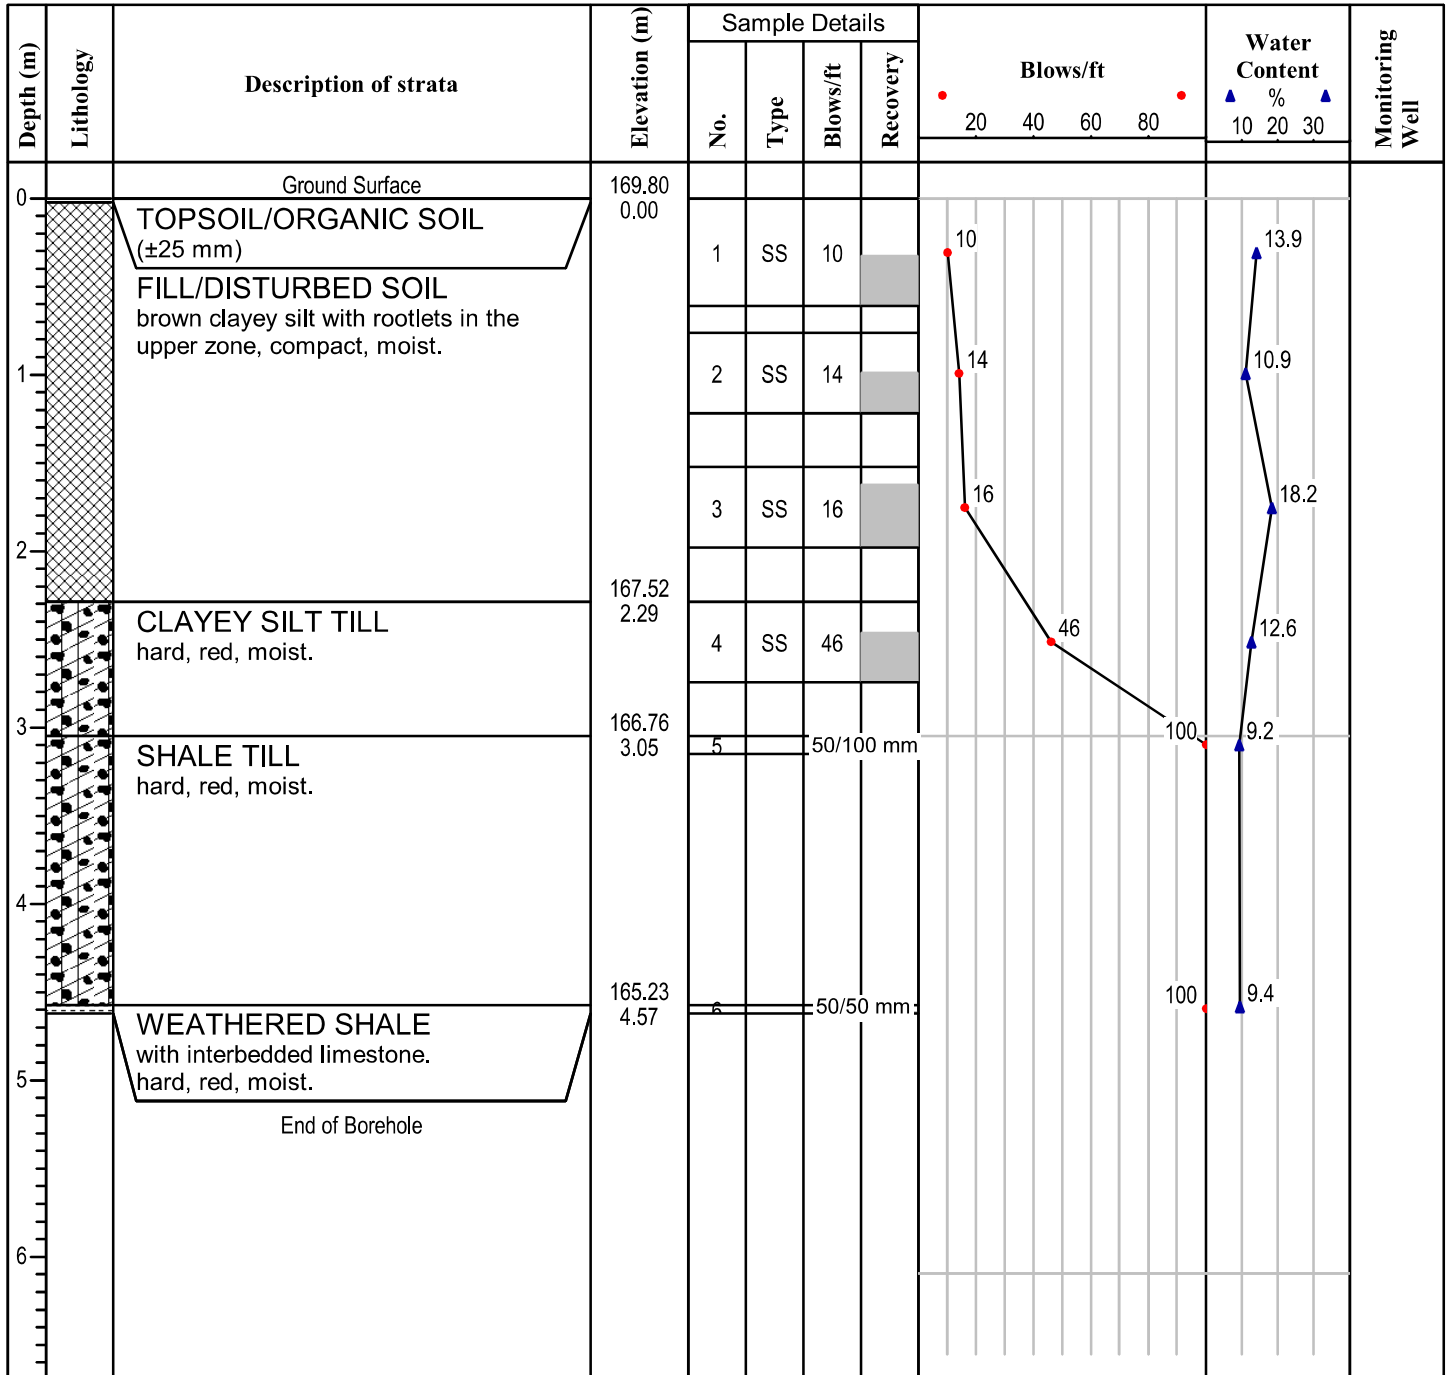 Depth (m)
Lithology
Description of strata
Elevation (m)
Sample Details
No.
Type
Blows/ft
Recovery
Blows/ft
20 40 60 80
Water
Content
%
10 20 30
Monitoring
Well
Ground Surface
169.80
0.00
0
TOPSOIL/ORGANIC SOIL
(±25 mm)
1 SS 10
10
13.9
FILL/DISTURBED SOIL
brown clayey silt with rootlets in the
upper zone, compact, moist.
1
2 SS 14
14
10.9
3 SS 16
16
18.2
2
167.52
2.29
CLAYEY SILT TILL
hard, red, moist.
4 SS 46
46
12.6
3
166.76
3.05
SHALE TILL
hard, red, moist.
5 50/100 mm
100
9.2
4
165.23
4.57
6 50/50 mm
100
9.4
WEATHERED SHALE
with interbedded limestone.
hard, red, moist.
5
End of Borehole
6